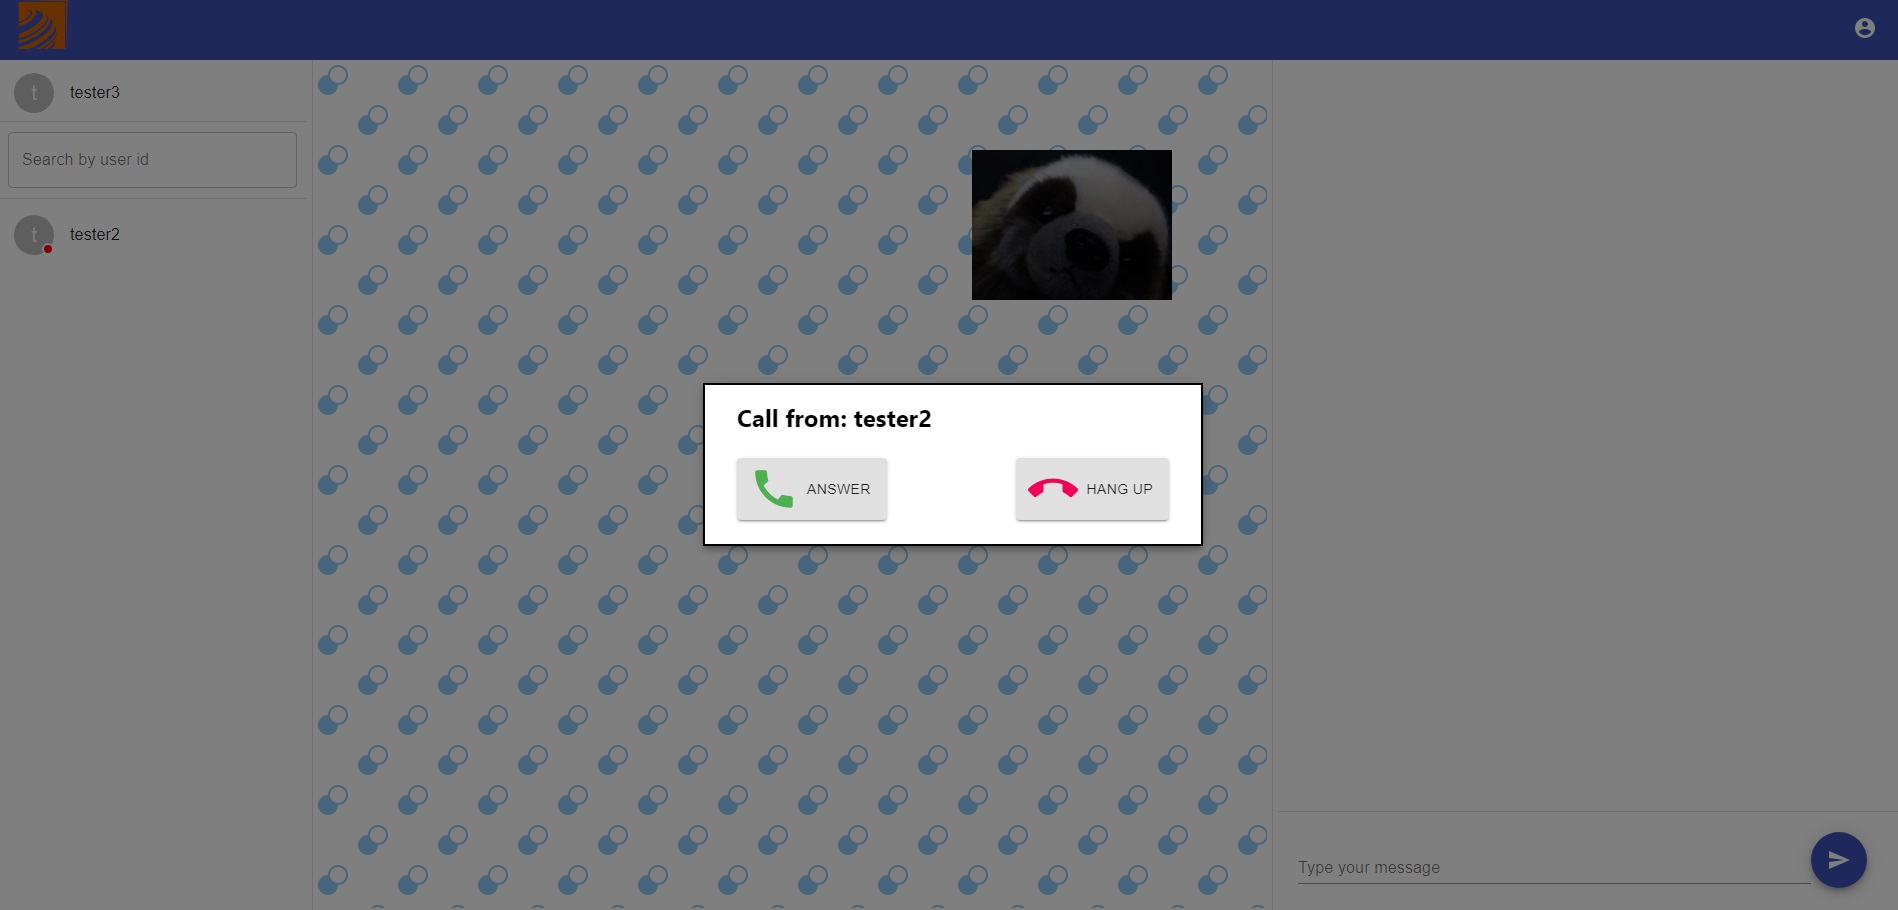 t
tester3
Search by user id
t
tester2
Call from: tester2
ANSWER
HANG UP
Type your message